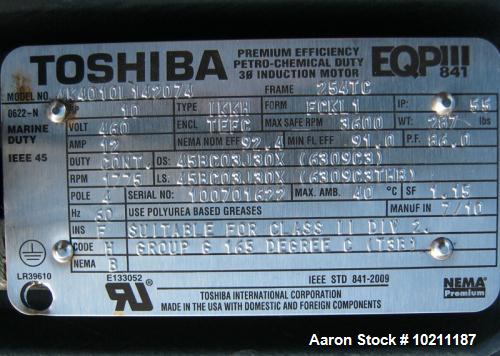 TOSHIBA PREMIUM EFFICIENCY PETRO-CHEMICAL DUTY 3Ø INDUCTION MOTOR EQPIII 841
MODEL NO FRAME 254TC
0622-N HP 10 TYPE IKKH FORM FCKL1 IP: 55
MARINE DUTY VOLT 460 ENCL TEFC MAX SAFE RPM 3600 WT: 287 lbs
IEEE 45 AMP 12 NEMA NOM EFF 92.4 MIN FL EFF 91.0 P.F. 86.0
DUTY CONT. OS: 45BC03J30X (6309C3)
RPM 1775 LS: 45BC03J30X (6309C3THB)
POLE 4 SERIAL NO: 100701622 MAX. AMB. 40 °C SF 1.15
Hz 60 USE POLYUREA BASED GREASES MANUF IN 7/10
INS F SUITABLE FOR CLASS II DIV 2.
CODE H GROUP G 165 DEGREE C (T3B)
NEMA B
LR39610 E133052 IEEE STD 841-2009
TOSHIBA INTERNATIONAL CORPORATION NEMA Premium
MADE IN THE USA WITH DOMESTIC AND FOREIGN COMPONENTS
Aaron Stock # 10211187